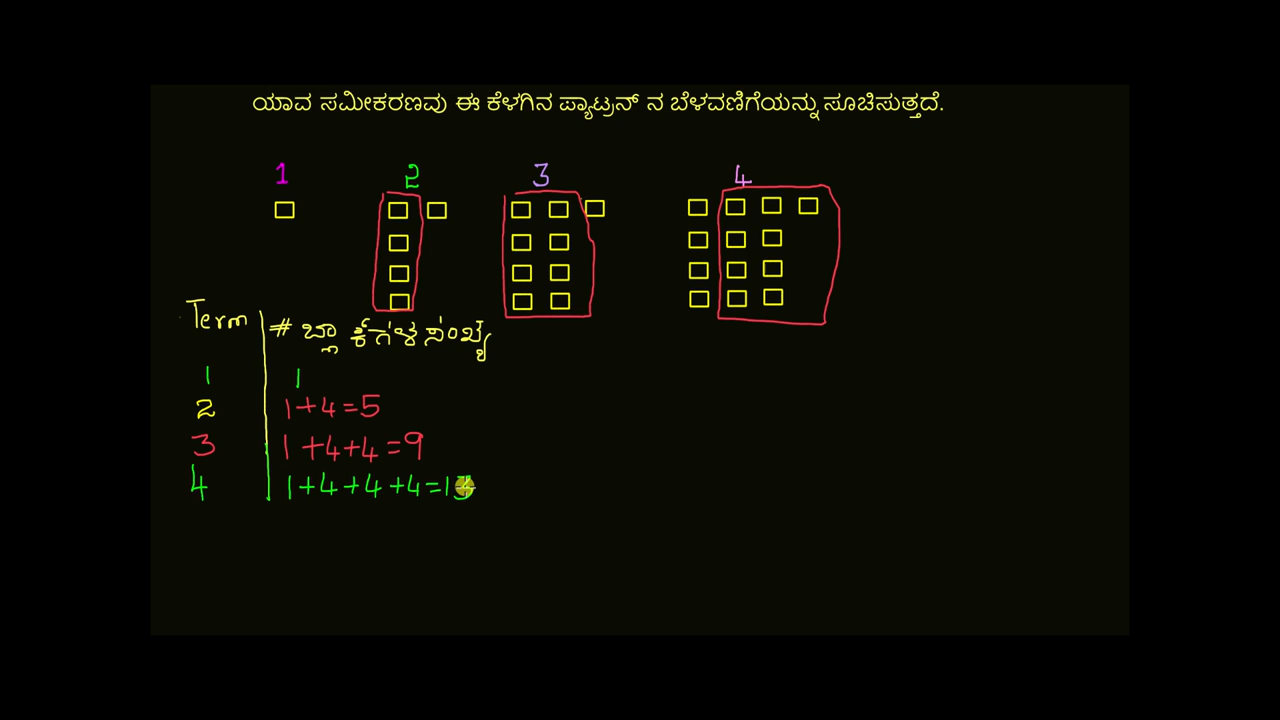 ಯಾವ ಸಮೀಕರಣವು ಈ ಕೆಳಗಿನ ಪ್ಯಾಟ್ರನ್ ನ ಬೆಳವಣಿಗೆಯನ್ನು ಸೂಚಿಸುತ್ತದೆ.
1 2 3 4
Term # ಬ್ಲಾಕ್‌ಗಳ ಸಂಖ್ಯೆ
1 1
2 1+4=5
3 1+4+4=9
4 1+4+4+4=13